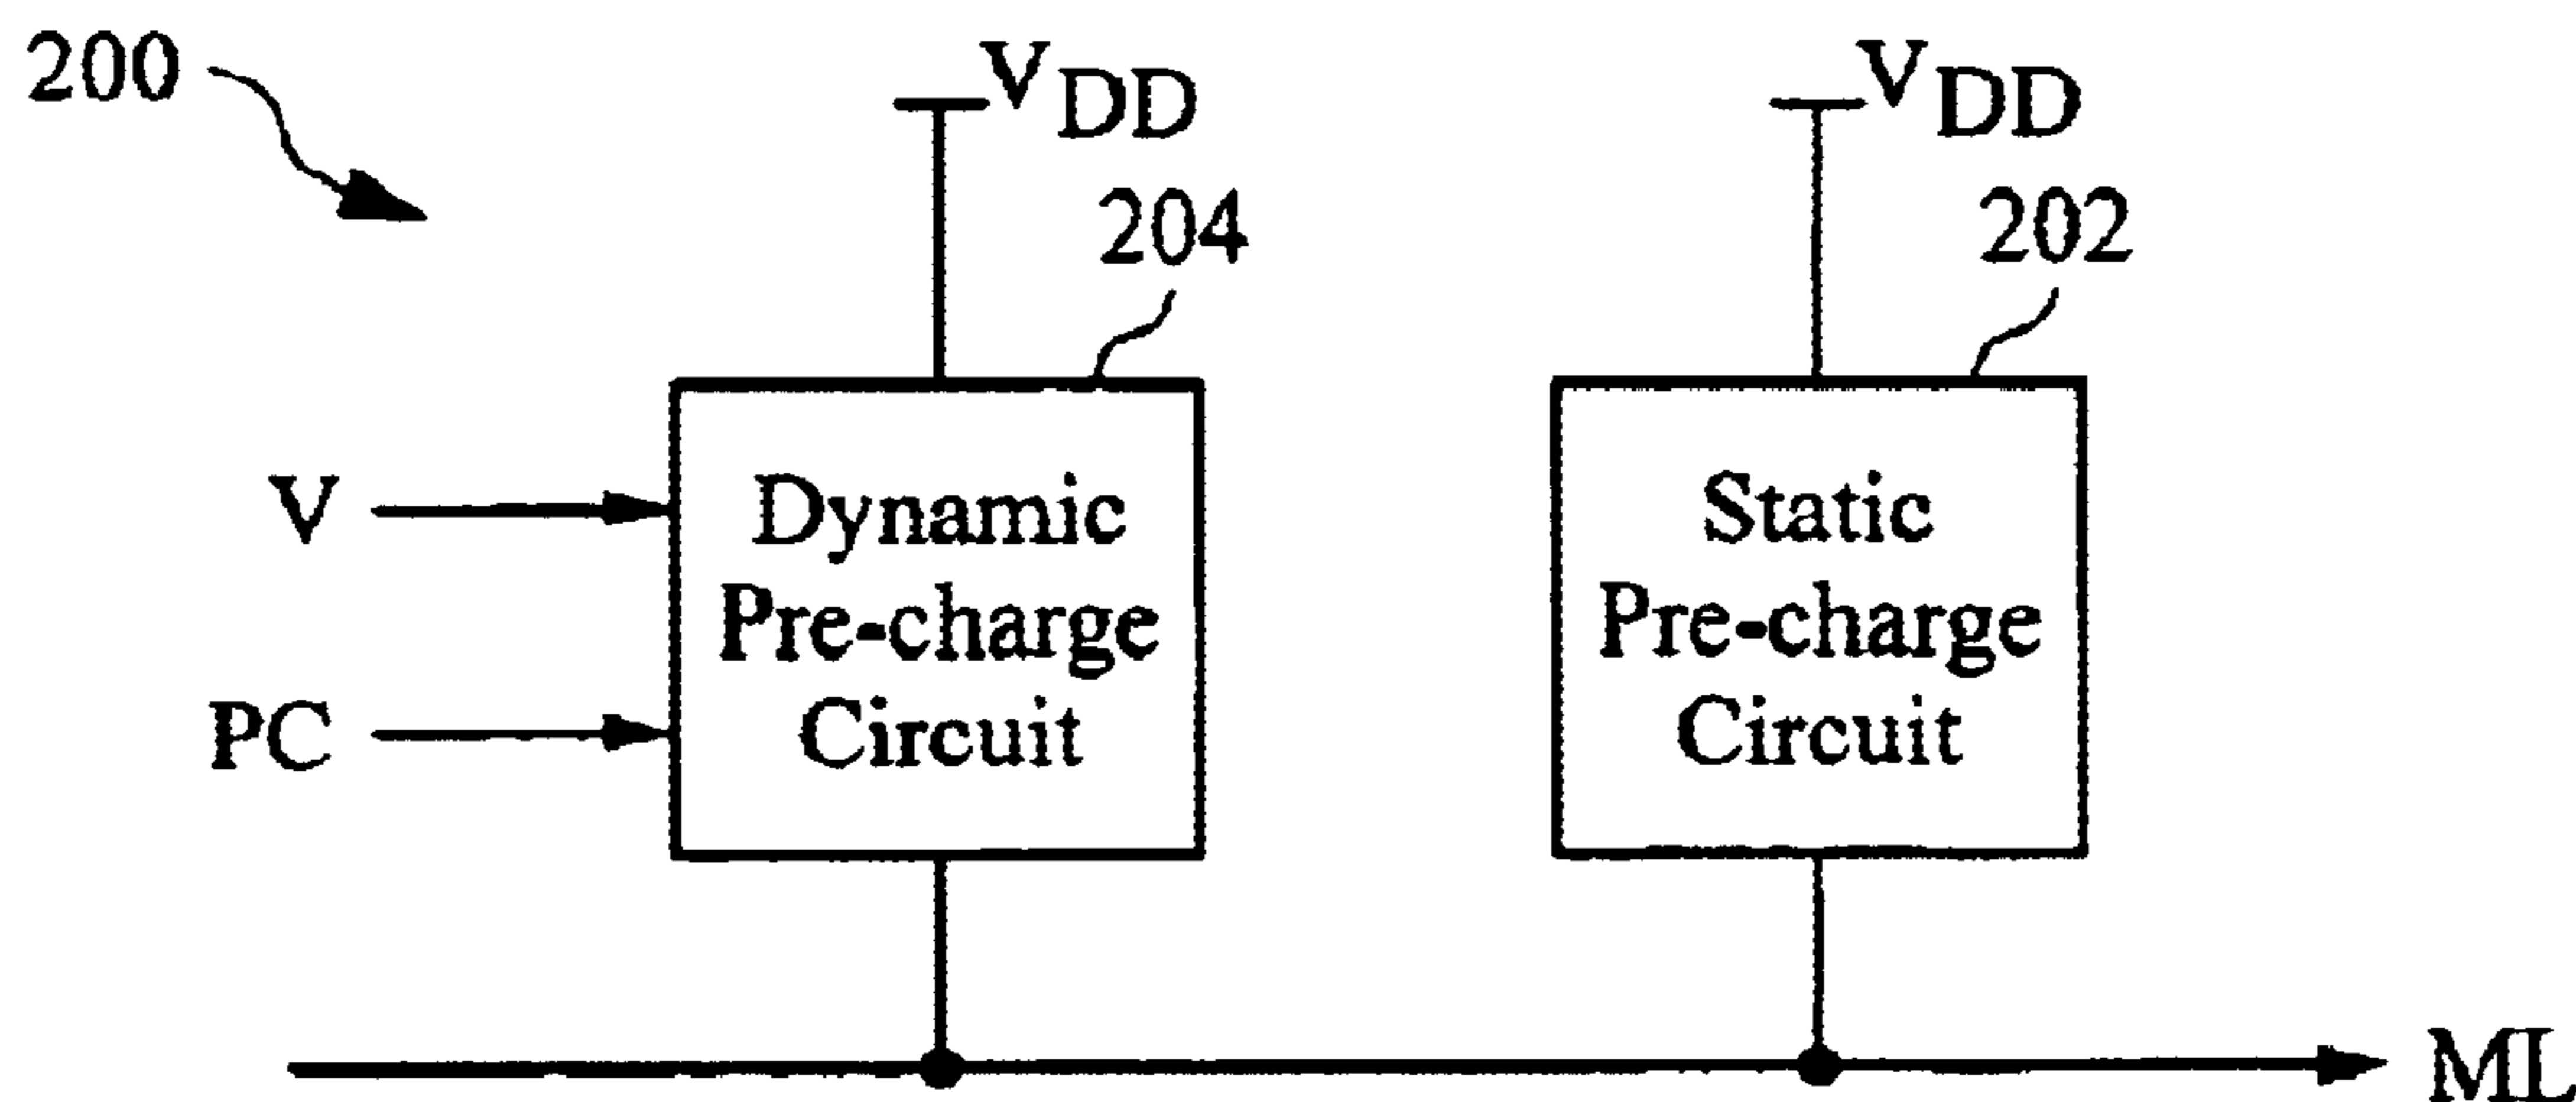 200
VDD
VDD
204
202
V
Dynamic
Pre-charge
Circuit
Static
Pre-charge
Circuit
PC
ML